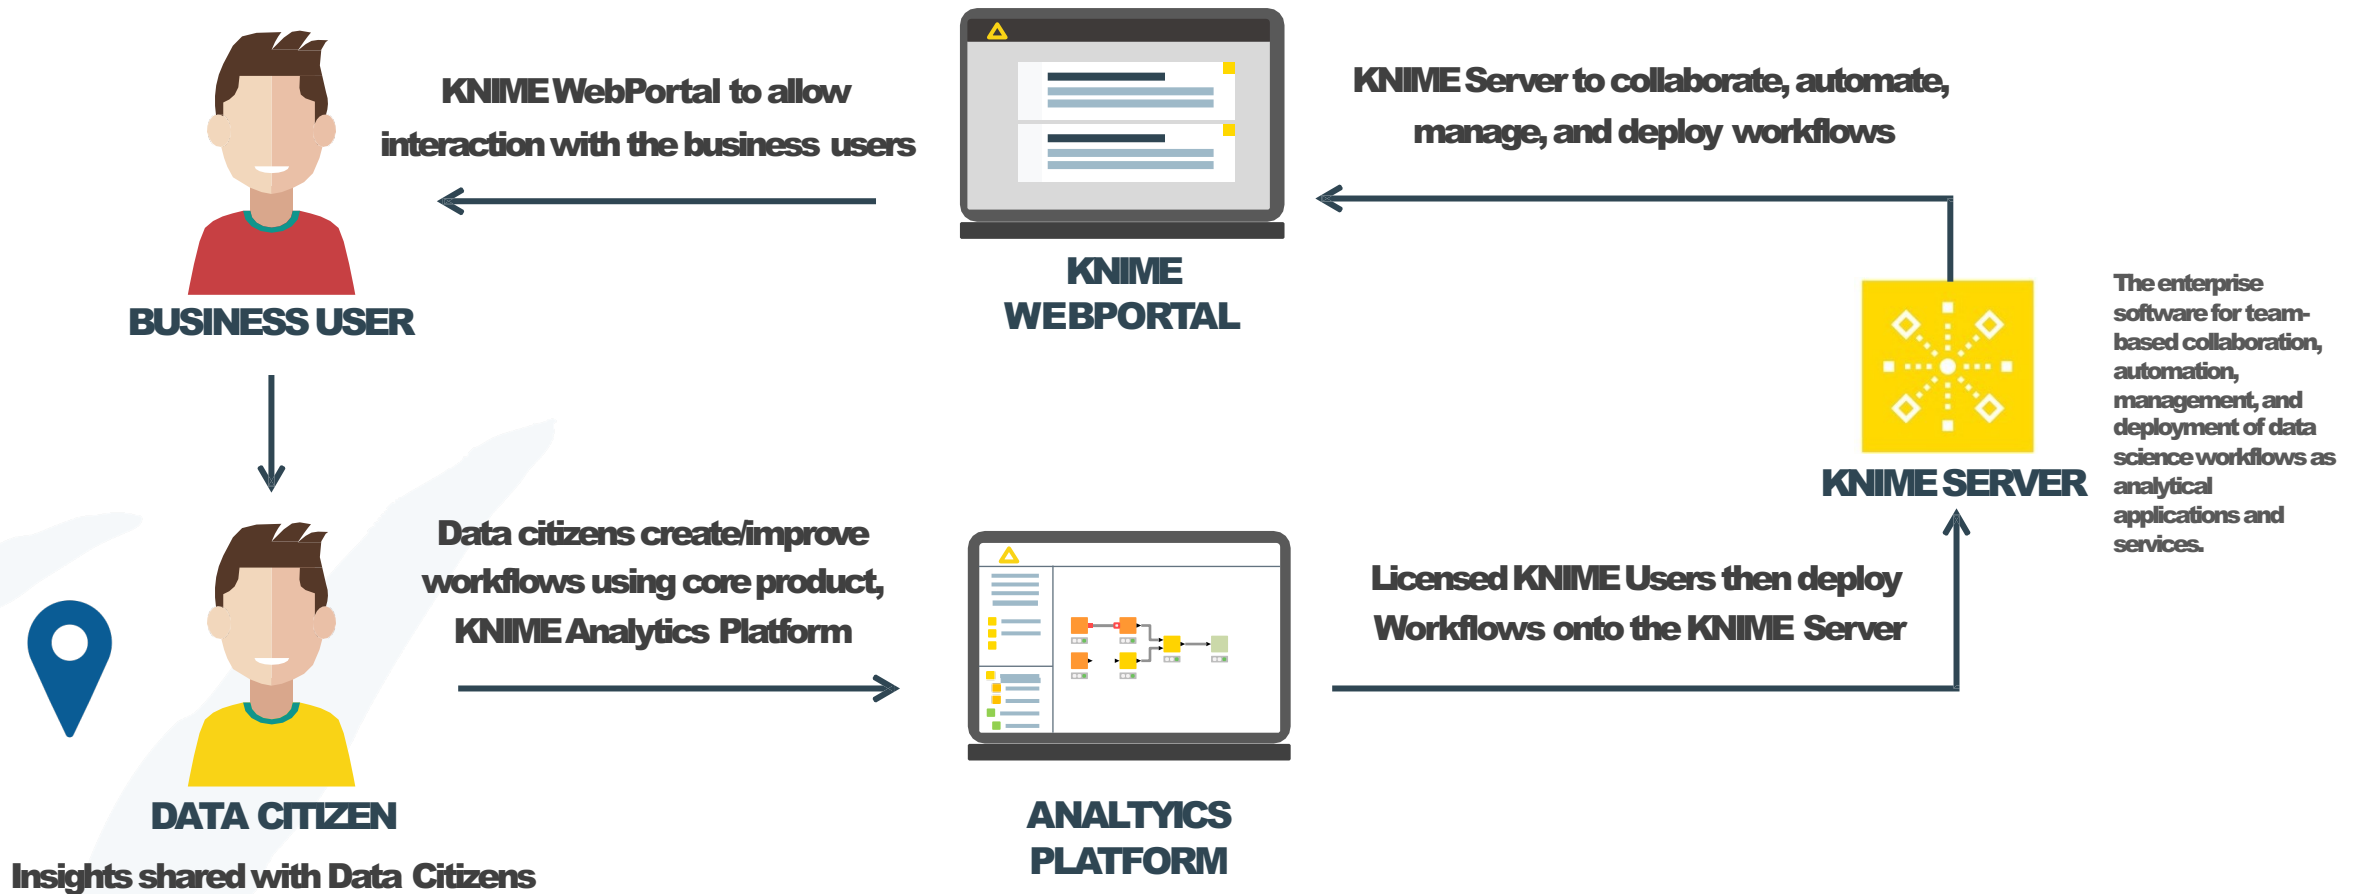 KNIME WebPortal to allow
interaction with the business users
KNIME Server to collaborate, automate,
manage, and deploy workflows
BUSINESS USER
KNIME
WEBPORTAL
The enterprise
software for team-
based collaboration,
automation,
management, and
deployment of data
science workflows as
analytical
applications and
services.
KNIME SERVER
Data citizens create/improve
workflows using core product,
KNIME Analytics Platform
Licensed KNIME Users then deploy
Workflows onto the KNIME Server
DATA CITIZEN
Insights shared with Data Citizens
ANALTYICS
PLATFORM